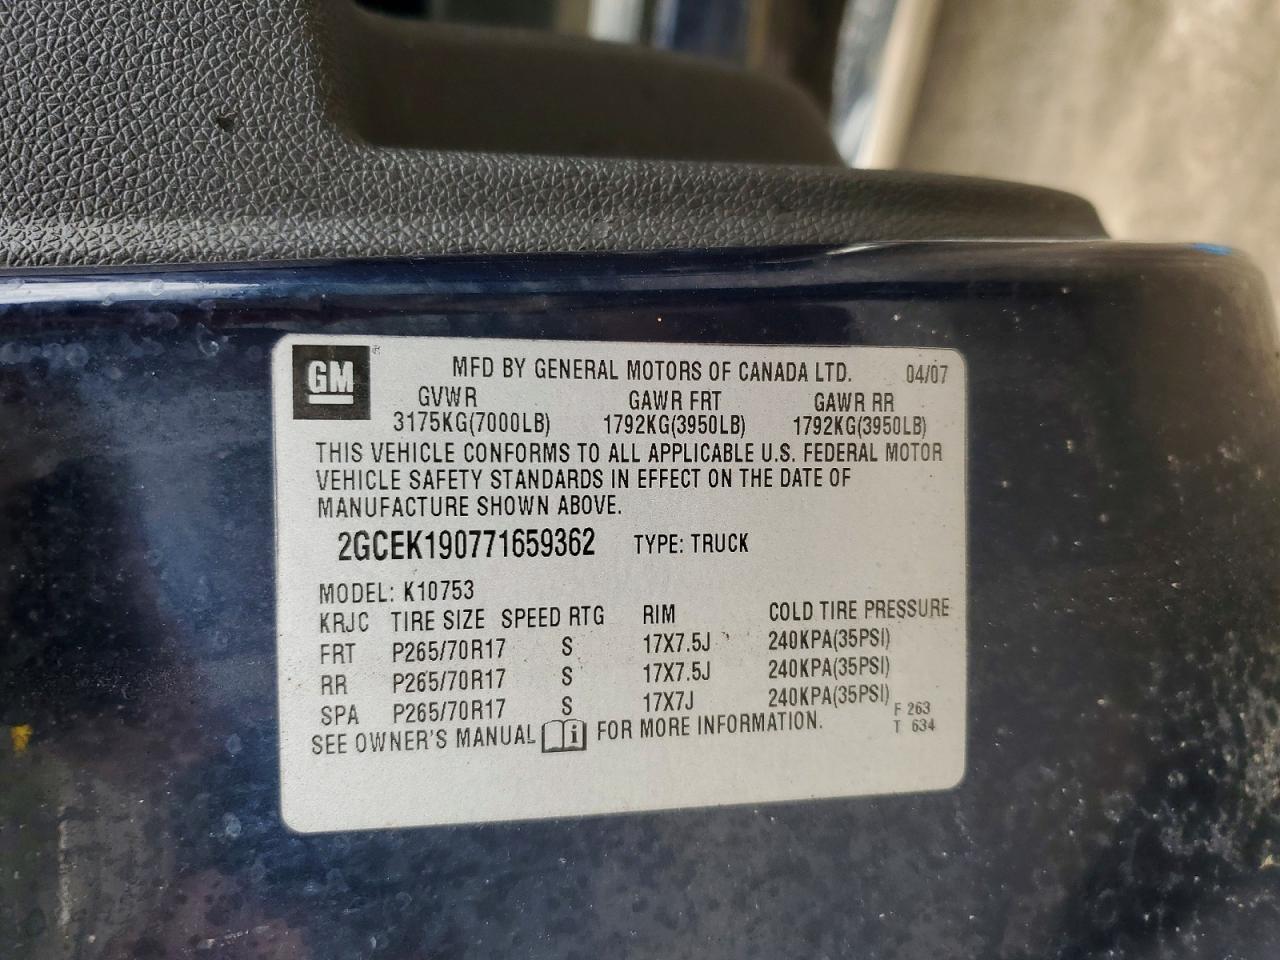 GM
MFD BY GENERAL MOTORS OF CANADA LTD. 04/07
GVWR GAWR FRT GAWR RR
3175KG(7000LB) 1792KG(3950LB) 1792KG(3950LB)
THIS VEHICLE CONFORMS TO ALL APPLICABLE U.S. FEDERAL MOTOR
VEHICLE SAFETY STANDARDS IN EFFECT ON THE DATE OF
MANUFACTURE SHOWN ABOVE.
2GCEK190771659362 TYPE: TRUCK
MODEL: K10753
KRJC TIRE SIZE SPEED RTG RIM COLD TIRE PRESSURE
FRT P265/70R17 S 17X7.5J 240KPA(35PSI)
RR P265/70R17 S 17X7.5J 240KPA(35PSI)
SPA P265/70R17 S 17X7J 240KPA(35PSI)
F 263
T 634
SEE OWNER'S MANUAL i FOR MORE INFORMATION.